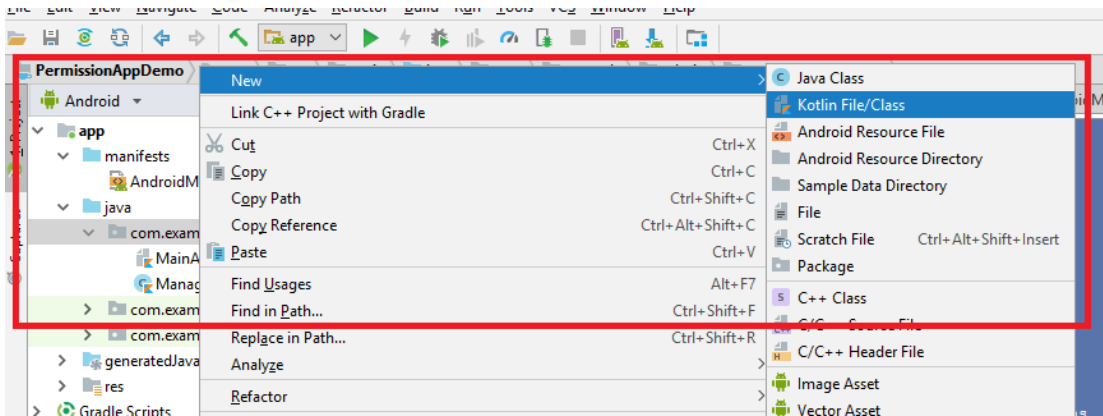 File Edit View Navigate Code Analyze Refactor Build Run Tools VCS Window Help
app
PermissionAppDemo
Android
app
manifests
AndroidM
java
com.exam
MainA
Manag
com.exam
com.exam
generatedJava
res
Gradle Scripts
New
Link C++ Project with Gradle
Cut Ctrl+X
Copy Ctrl+C
Copy Path Ctrl+Shift+C
Copy Reference Ctrl+Alt+Shift+C
Paste Ctrl+V
Find Usages Alt+F7
Find in Path... Ctrl+Shift+F
Replace in Path... Ctrl+Shift+R
Analyze
Refactor
Java Class
Kotlin File/Class
Android Resource File
Android Resource Directory
Sample Data Directory
File
Scratch File Ctrl+Alt+Shift+Insert
Package
C++ Class
C/C++ Source File
C/C++ Header File
Image Asset
Vector Asset